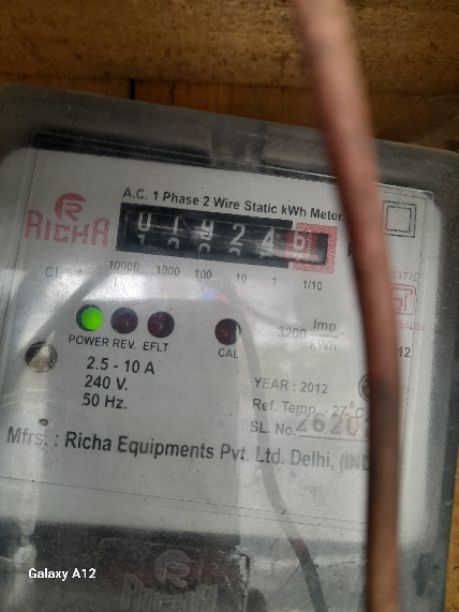 A.C. 1 Phase 2 Wire Static kWh Meter
RICHA
019246
10000 1000 100 10 1 1/10
Imp
3200 kWh
POWER REV. EFLT
CAL
2.5 - 10 A
240 V.
50 Hz.
YEAR : 2012
Ref. Temp. : 27°C
SL. No. 2620
Mfrs. : Richa Equipments Pvt. Ltd. Delhi,
Galaxy A12